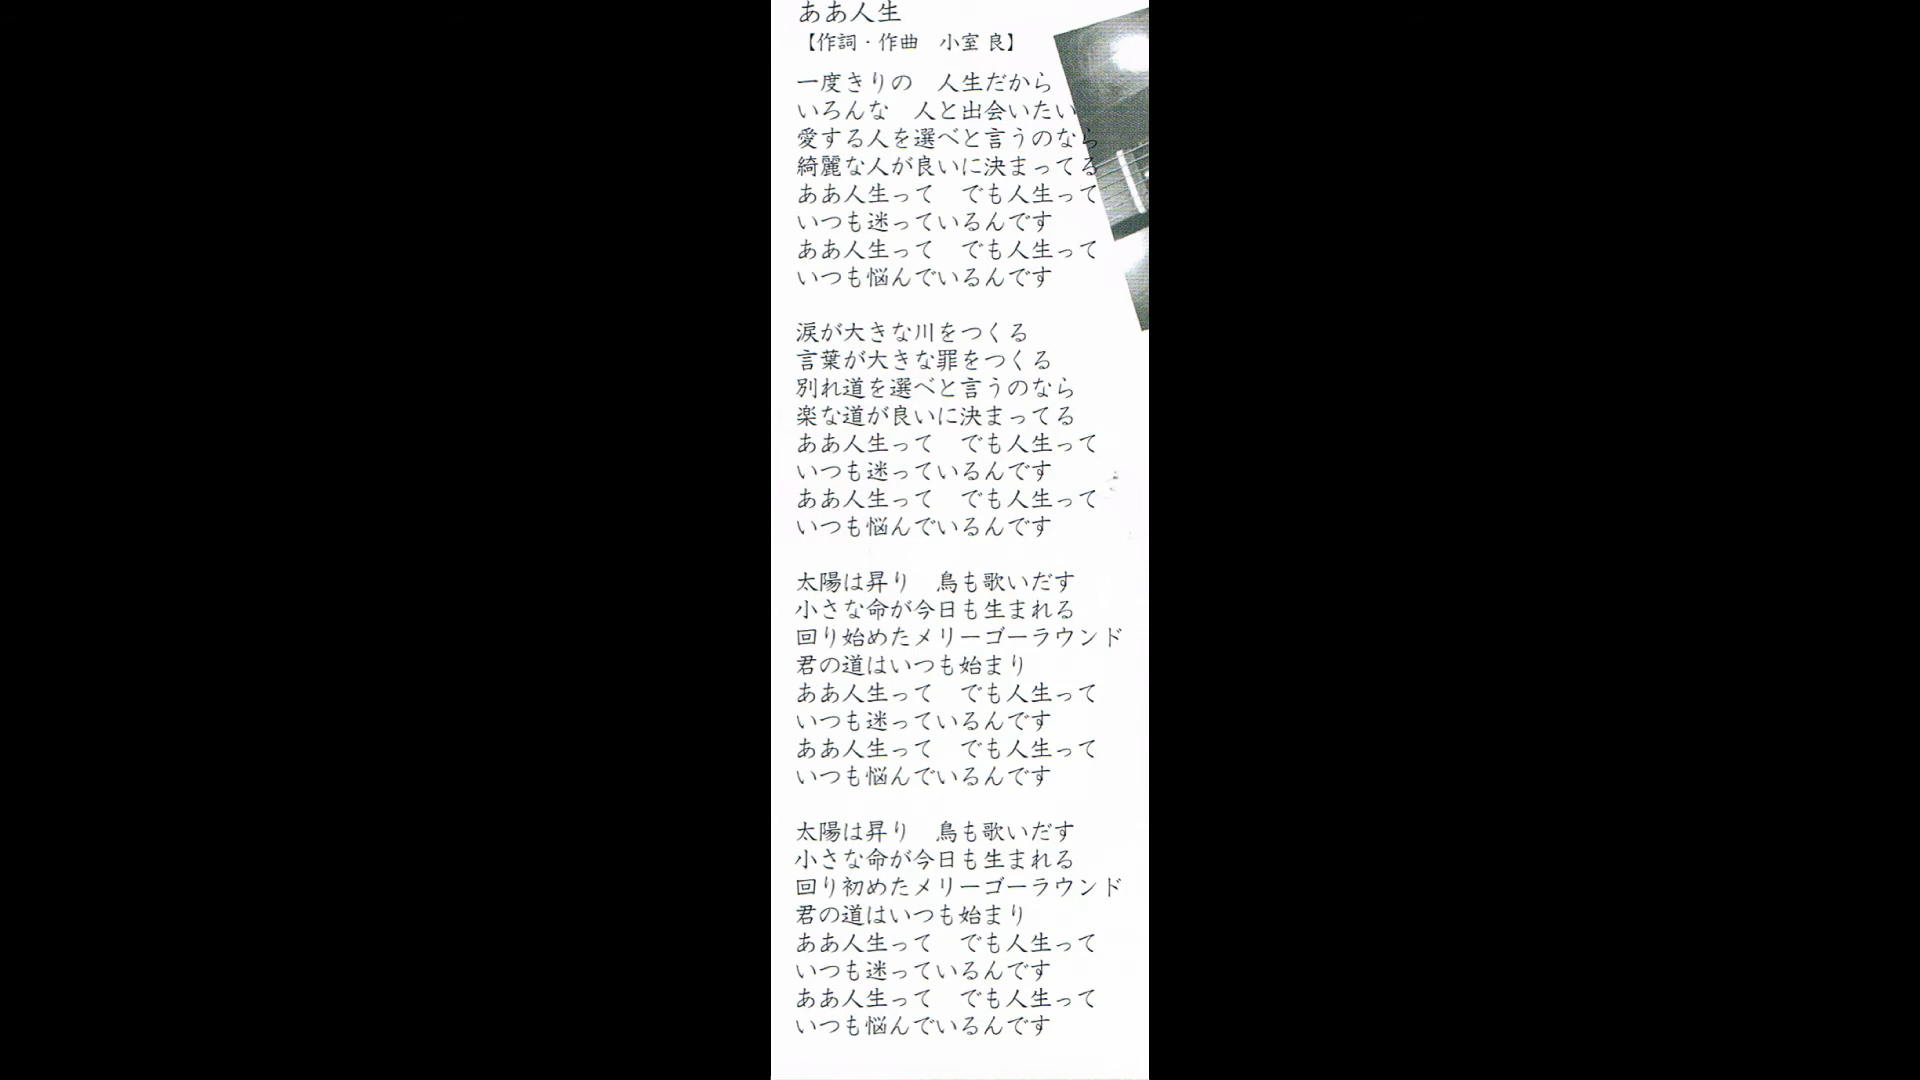 ああ人生
【作詞・作曲　小室 良】
一度きりの　人生だから
いろんな　人と出会いたい
愛する人を選べと言うのなら
綺麗な人が良いに決まってる
ああ人生って　でも人生って
いつも迷っているんです
ああ人生って　でも人生って
いつも悩んでいるんです
涙が大きな川をつくる
言葉が大きな罪をつくる
別れ道を選べと言うのなら
楽な道が良いに決まってる
ああ人生って　でも人生って
いつも迷っているんです
ああ人生って　でも人生って
いつも悩んでいるんです
太陽は昇り　鳥も歌いだす
小さな命が今日も生まれる
回り始めたメリーゴーラウンド
君の道はいつも始まり
ああ人生って　でも人生って
いつも迷っているんです
ああ人生って　でも人生って
いつも悩んでいるんです
太陽は昇り　鳥も歌いだす
小さな命が今日も生まれる
回り初めたメリーゴーラウンド
君の道はいつも始まり
ああ人生って　でも人生って
いつも迷っているんです
ああ人生って　でも人生って
いつも悩んでいるんです